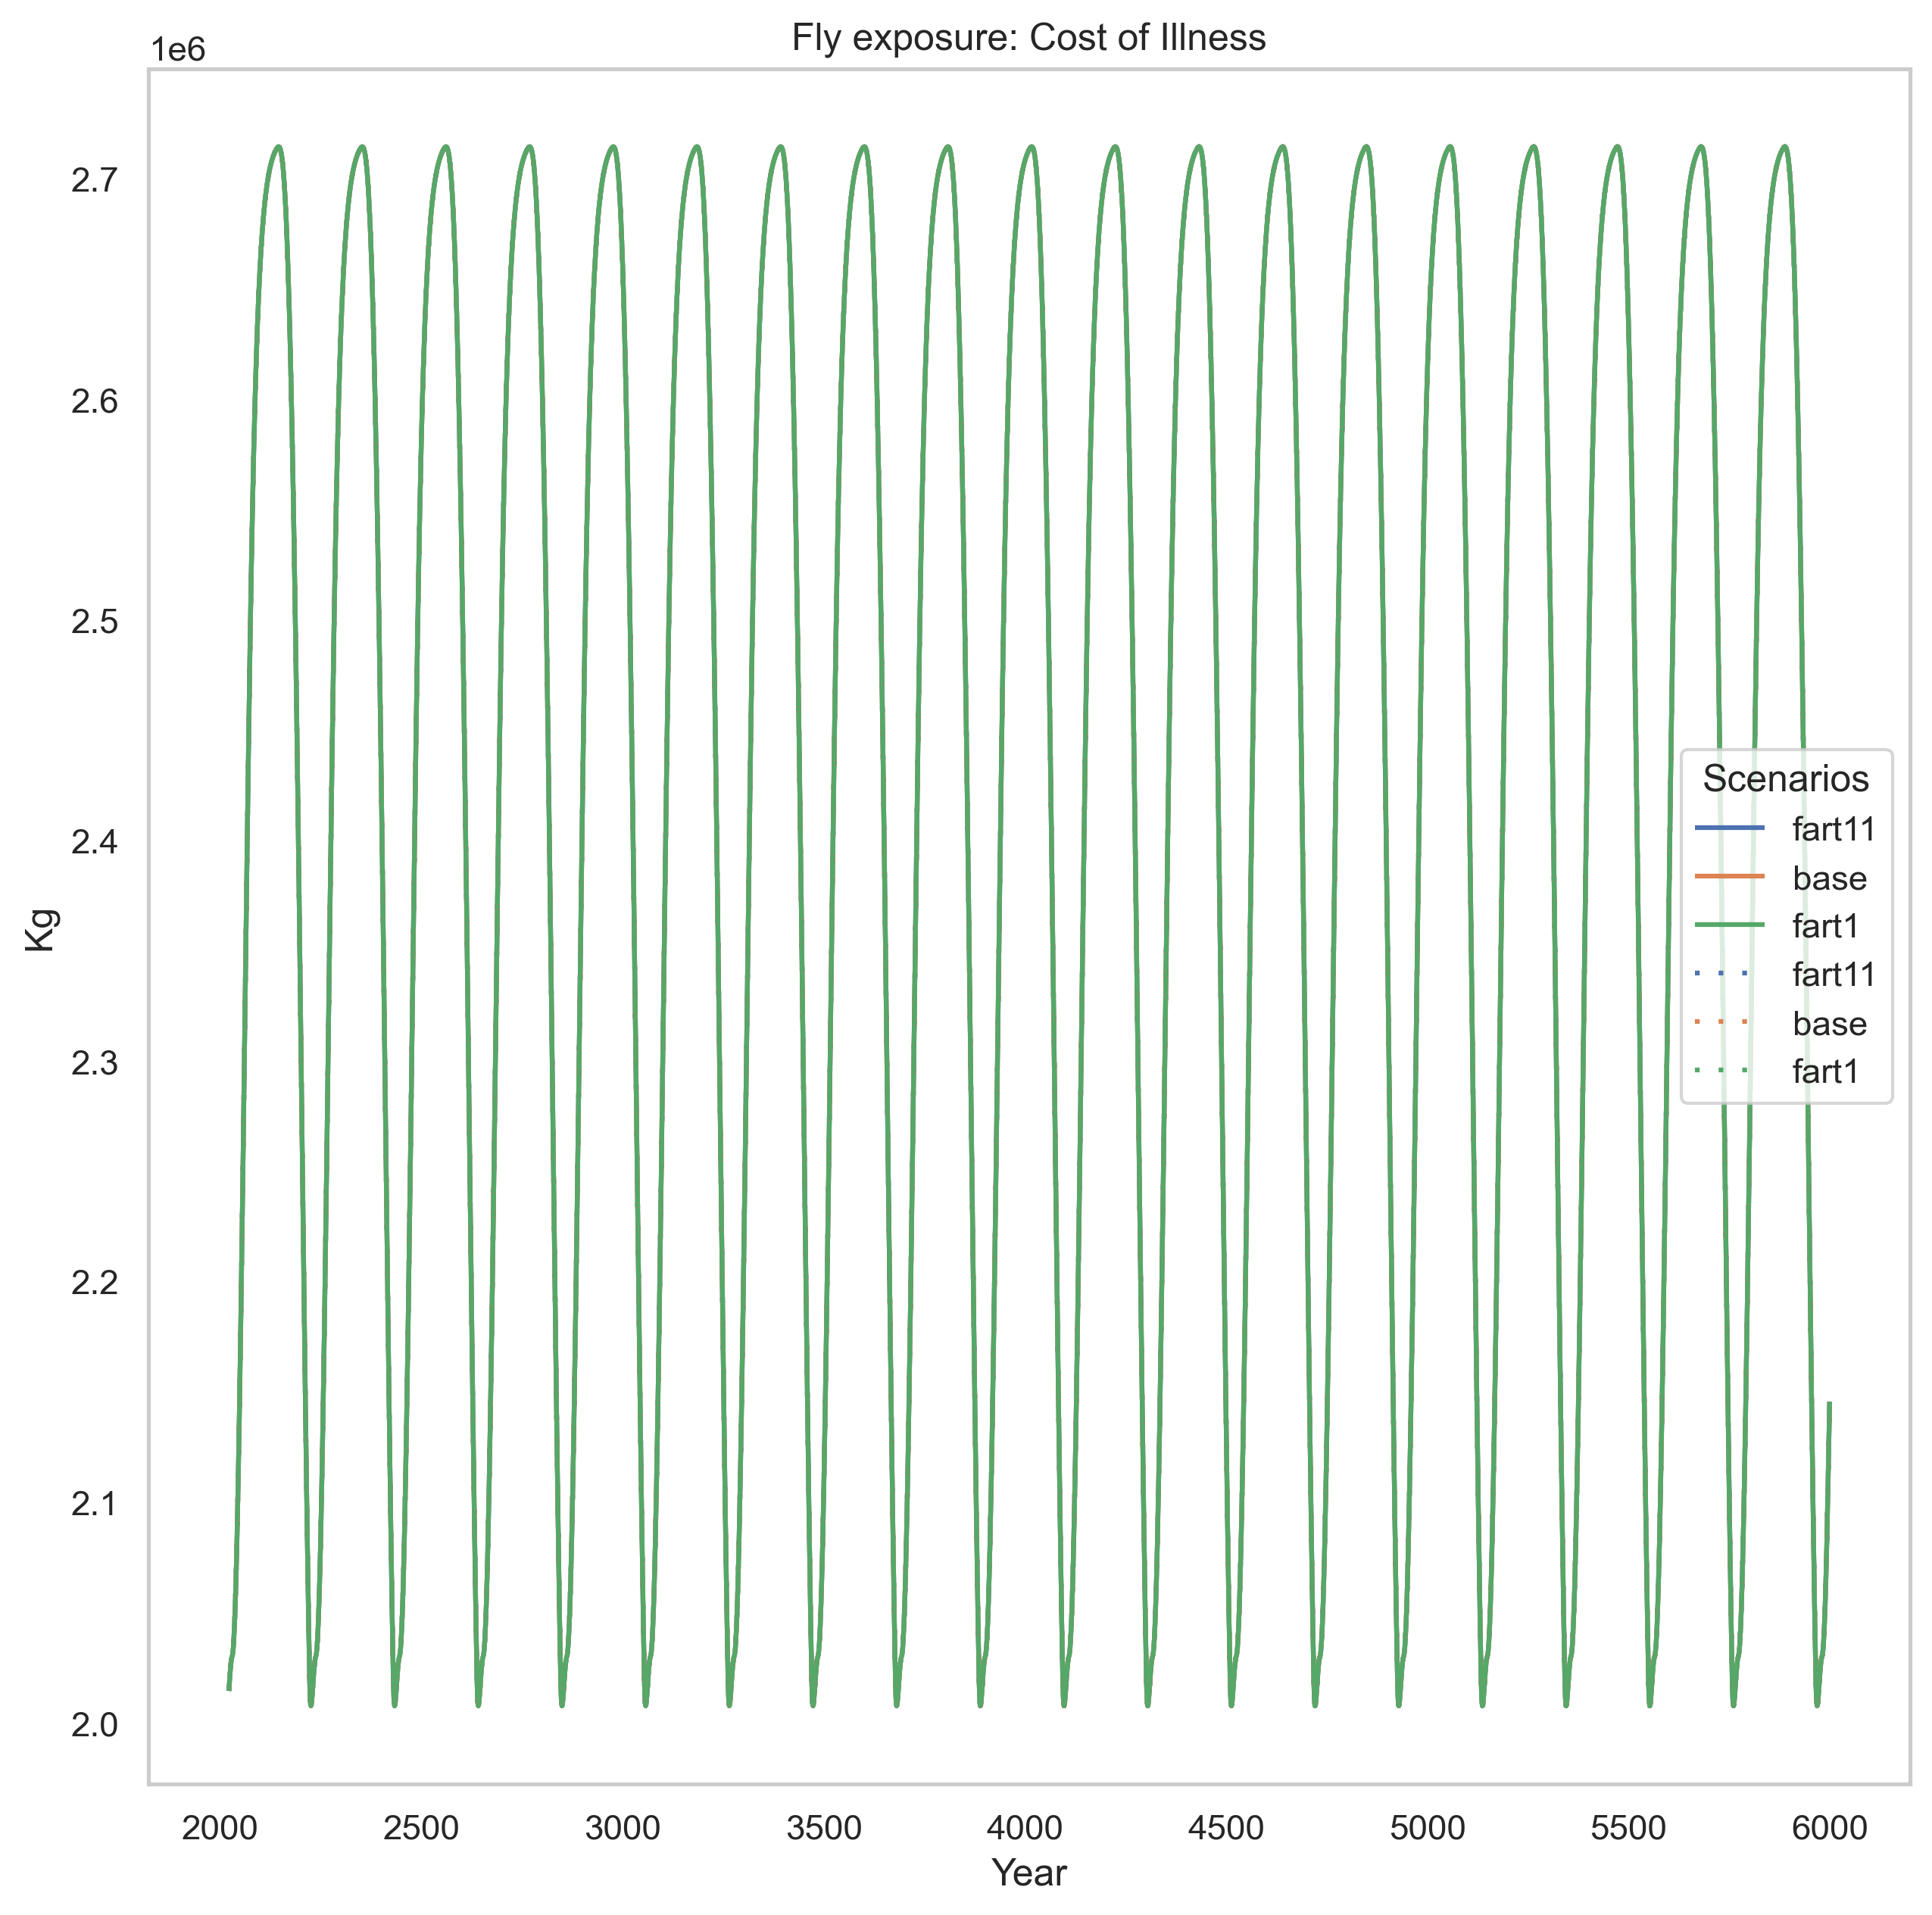 Fly exposure: Cost of Illness
1e6
2.7
2.6
2.5
2.4
2.3
2.2
2.1
2.0
Kg
Scenarios
fart11
base
fart1
fart11
base
fart1
2000 2500 3000 3500 4000 4500 5000 5500 6000
Year